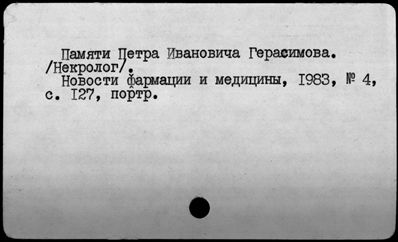 Памяти Петра Ивановича Герасимова.
/Некролог/.
Новости фармации и медицины, 1983, № 4,
с. 127, портр.